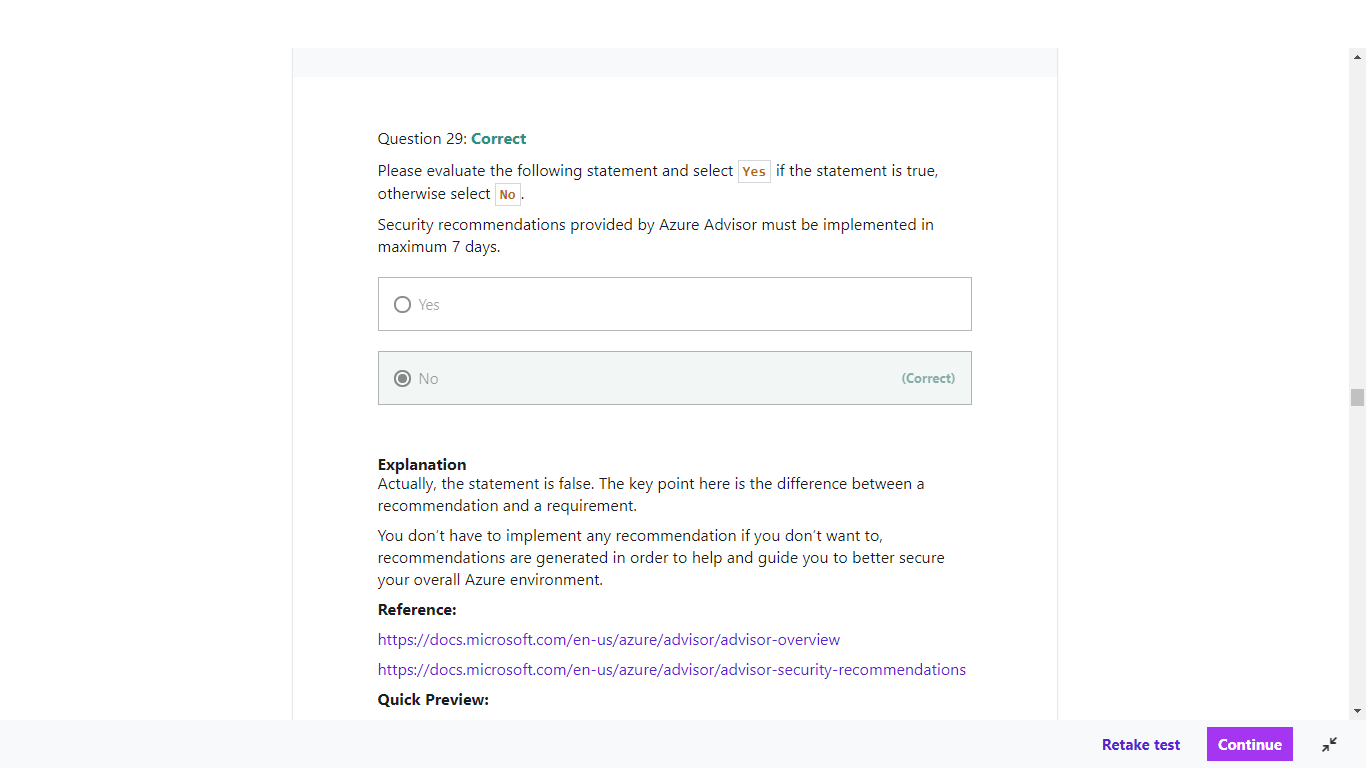 Question 29: Correct
Please evaluate the following statement and select Yes if the statement is true,
otherwise select No.
Security recommendations provided by Azure Advisor must be implemented in
maximum 7 days.
Yes
No (Correct)
Explanation
Actually, the statement is false. The key point here is the difference between a
recommendation and a requirement.
You don't have to implement any recommendation if you don't want to,
recommendations are generated in order to help and guide you to better secure
your overall Azure environment.
Reference:
https://docs.microsoft.com/en-us/azure/advisor/advisor-overview
https://docs.microsoft.com/en-us/azure/advisor/advisor-security-recommendations
Quick Preview:
Retake test Continue